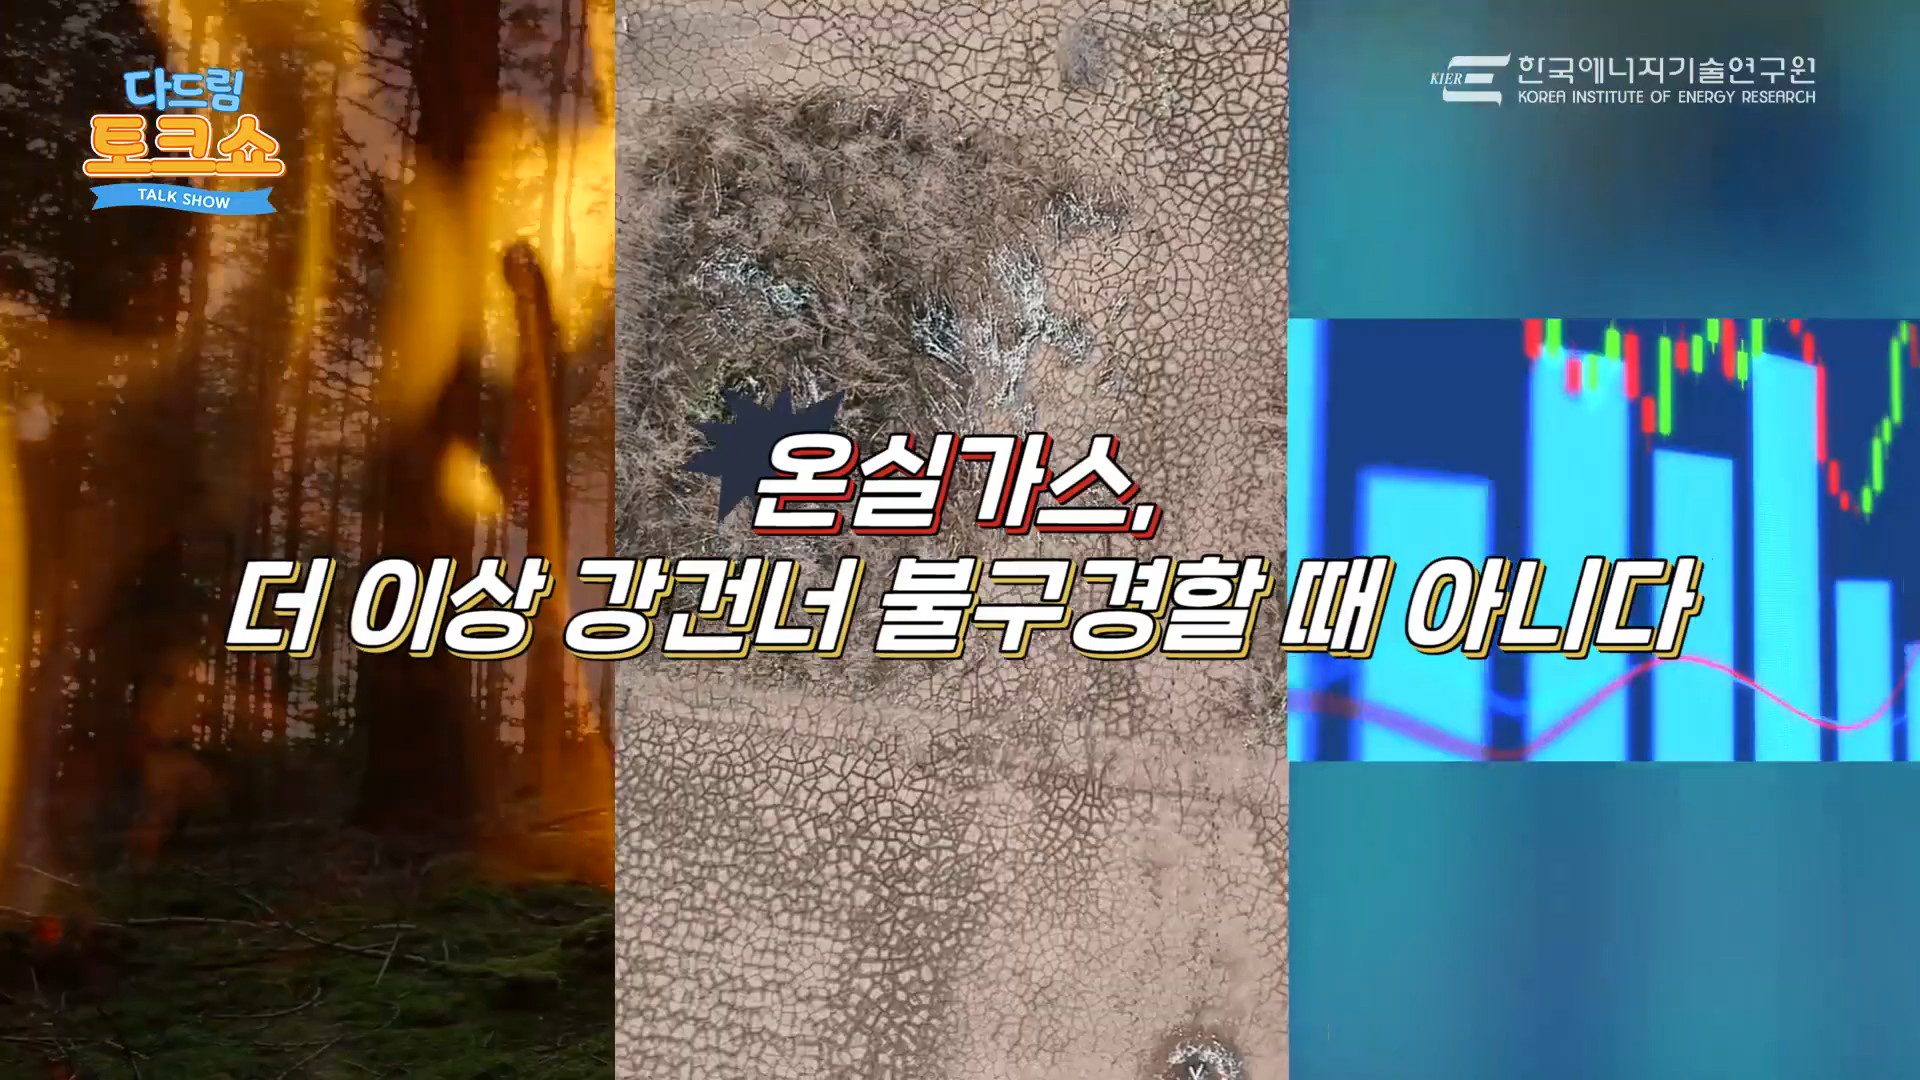 다드림
토크쇼
TALK SHOW
KIER
한국에너지기술연구원
KOREA INSTITUTE OF ENERGY RESEARCH
온실가스,
더 이상 강건너 불구경할 때 아니다